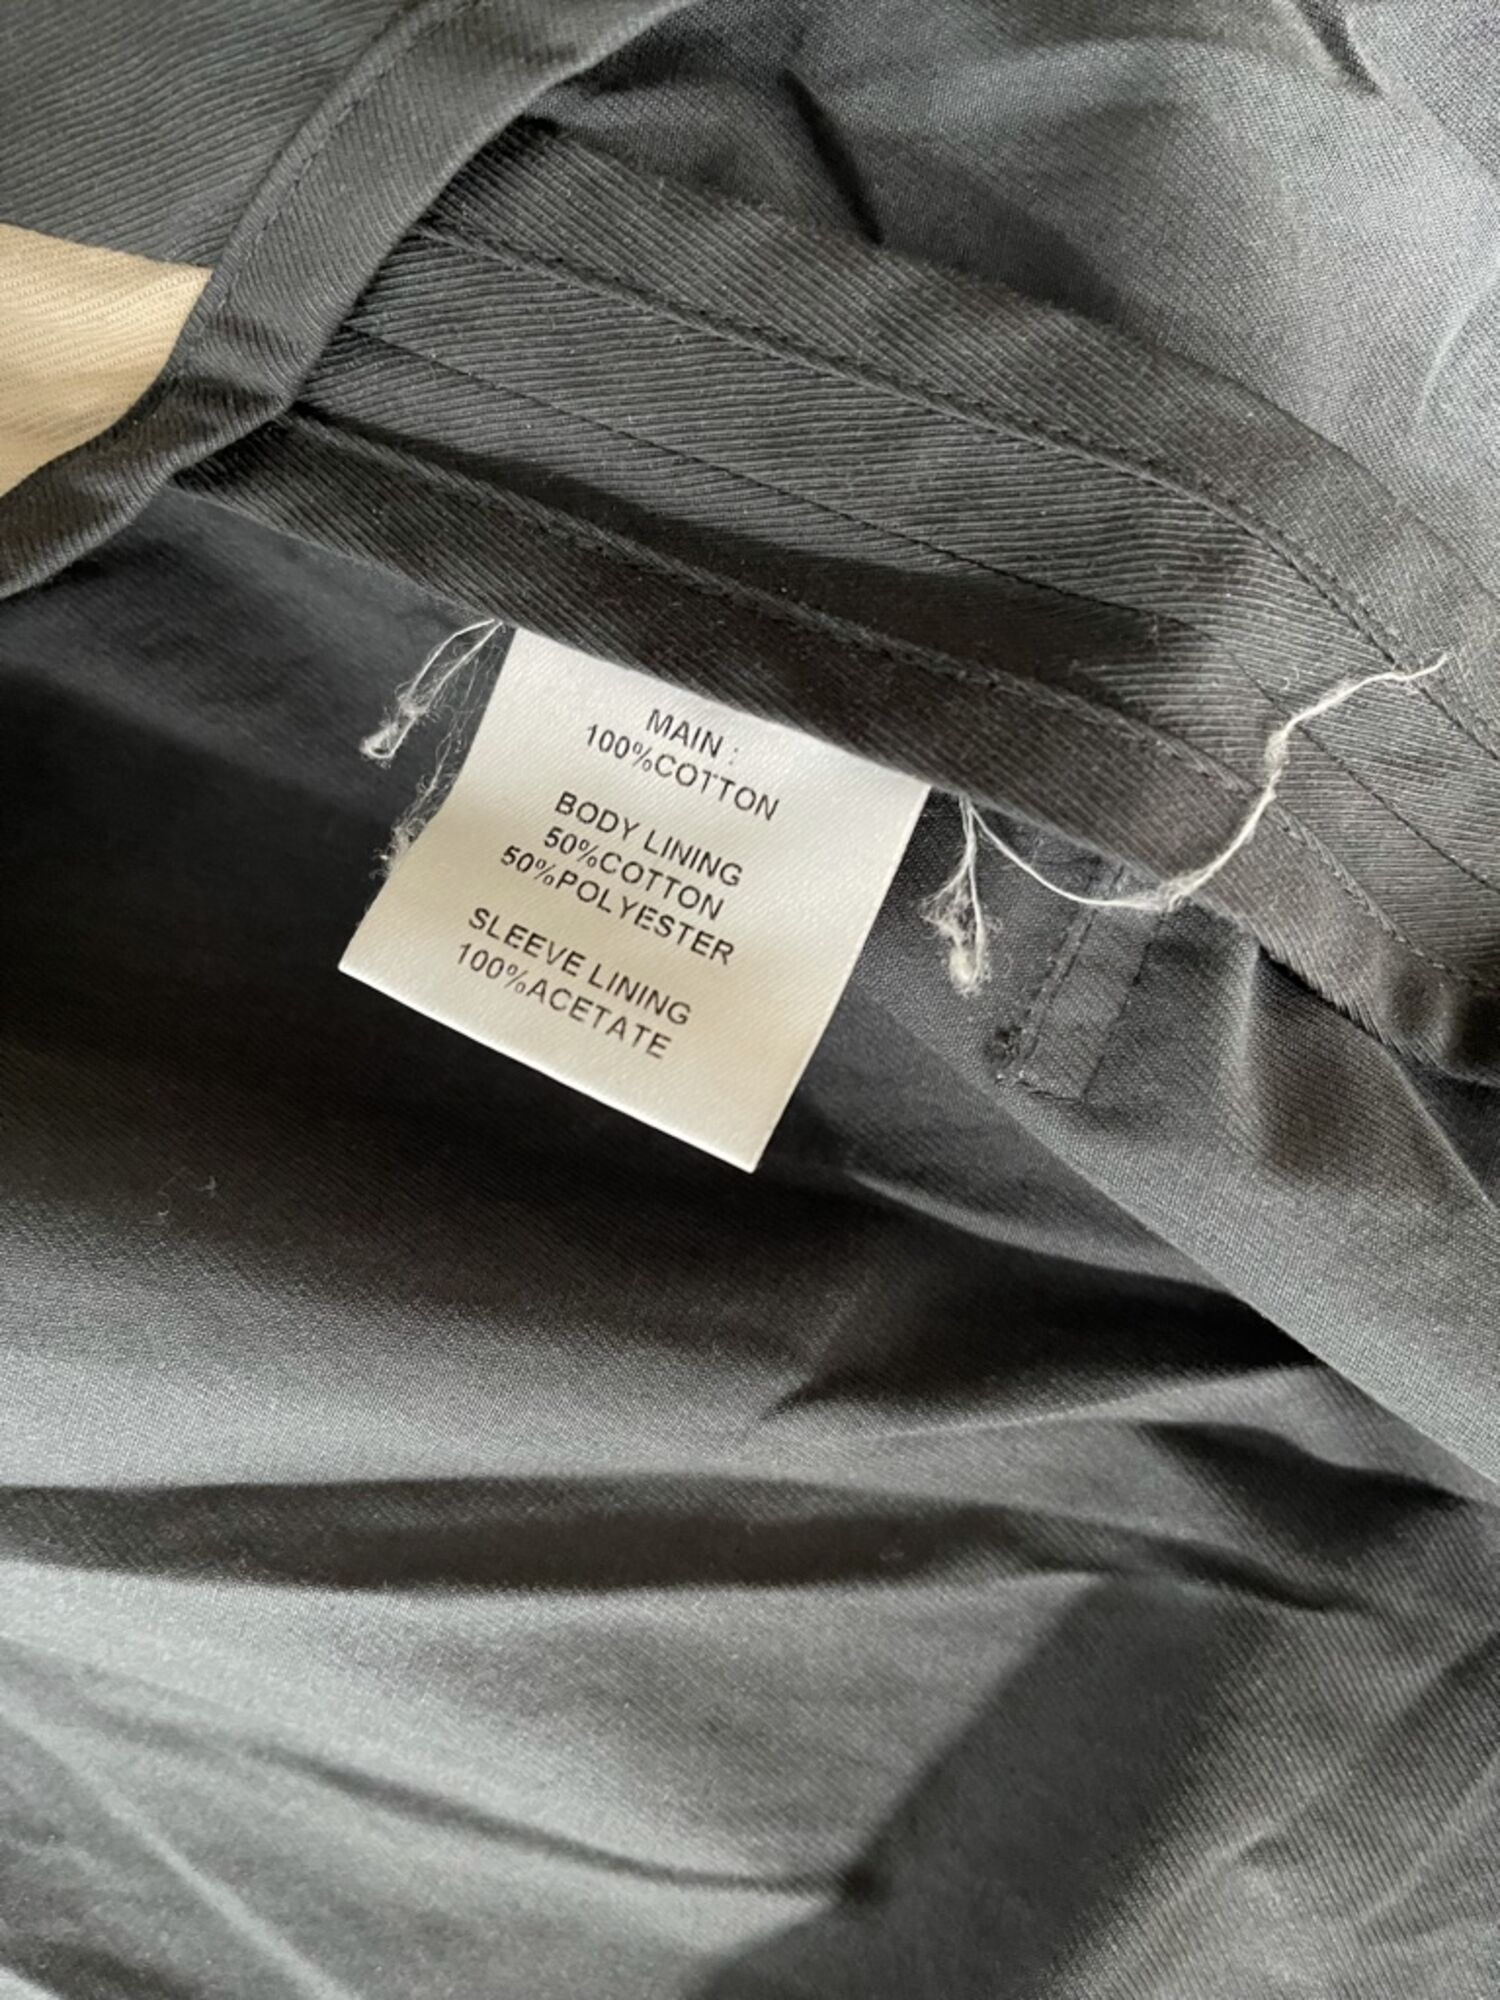 MAIN :
100%COTTON
BODY LINING
50%COTTON
50%POLYESTER
SLEEVE LINING
100%ACETATE